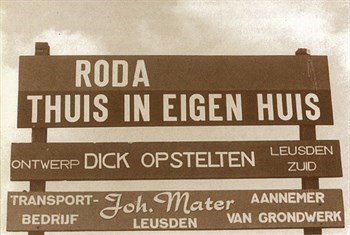 RODA
THUIS IN EIGEN HUIS
ONTWERP DICK OPSTELTEN LEUSDEN ZUID
TRANSPORT-BEDRIJF Joh. Mater LEUSDEN AANNEMER VAN GRONDWERK